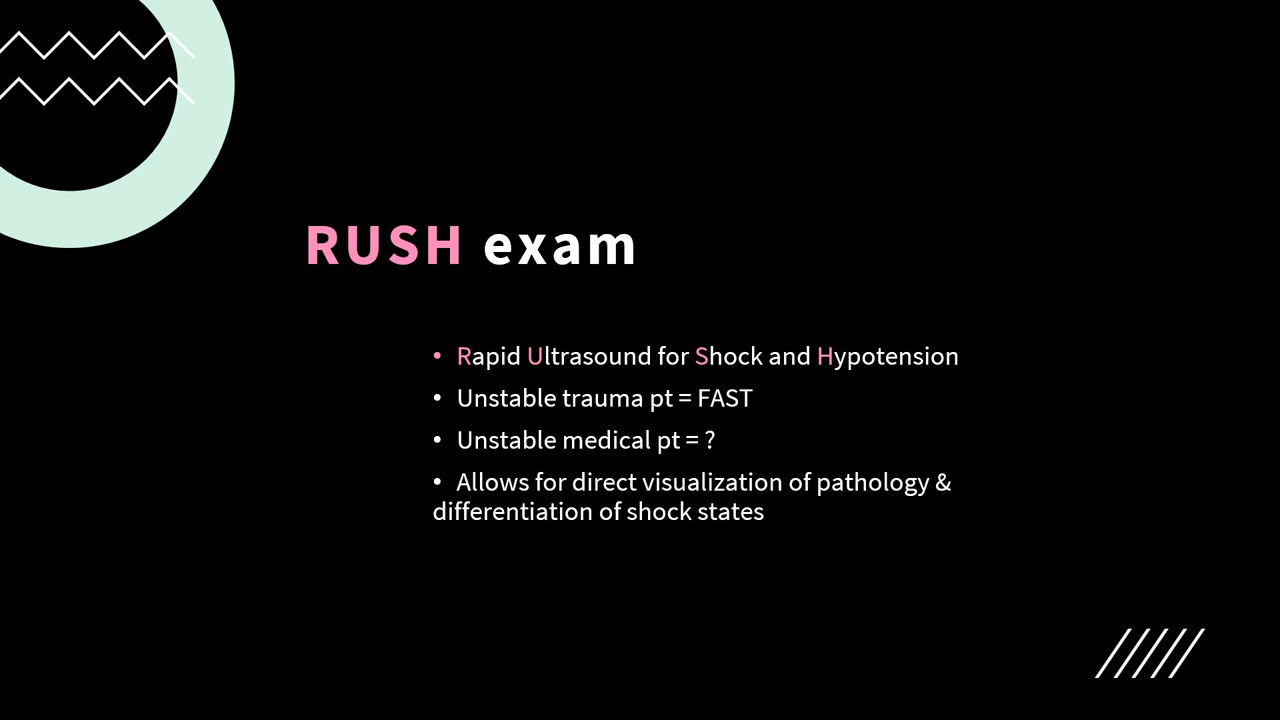 RUSH exam
• Rapid Ultrasound for Shock and Hypotension
• Unstable trauma pt = FAST
• Unstable medical pt = ?
• Allows for direct visualization of pathology &
differentiation of shock states